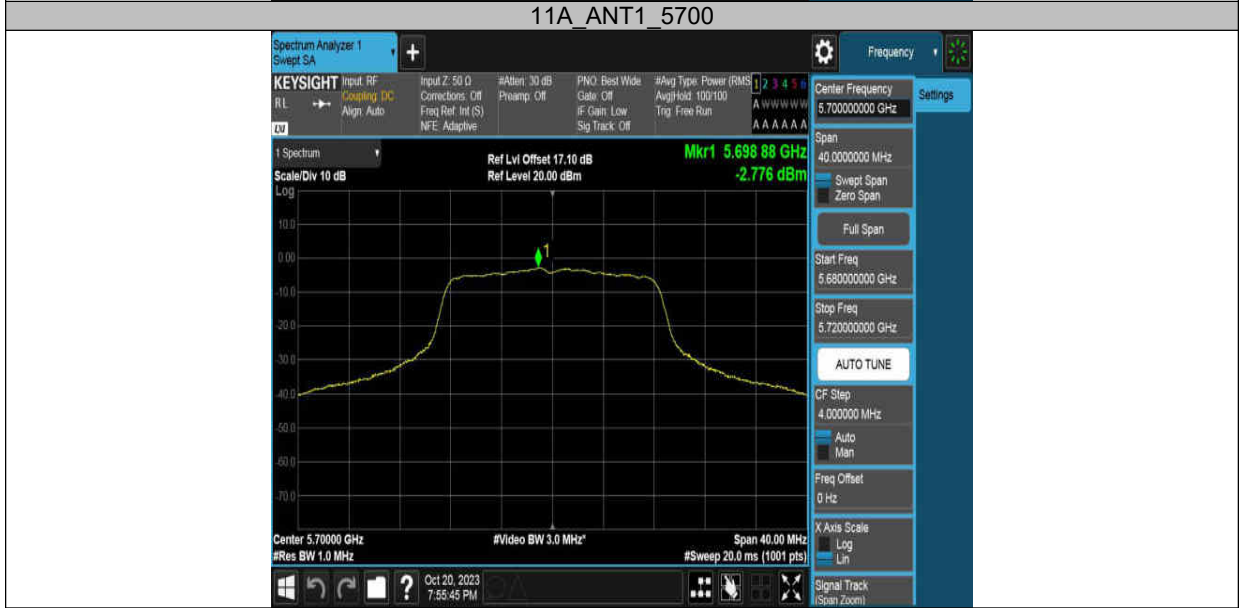 11A_ANT1_5700
Spectrum Analyzer 1
Swept SA
Frequency
KEYSIGHT
RL
Input: RF
Coupling: DC
Align: Auto
Input Z: 50 Ω
Corrections: Off
Freq Ref: Int (S)
NFE: Adaptive
#Atten: 30 dB
Preamp: Off
PNO: Best Wide
Gate: Off
IF Gain: Low
Sig Track: Off
#Avg Type: Power (RMS
Avg|Hold: 100/100
Trig: Free Run
1 2 3 4 5 6
A W W W W W
A A A A A A
1 Spectrum
Scale/Div 10 dB
Log
Ref Lvl Offset 17.10 dB
Ref Level 20.00 dBm
Mkr1 5.698 88 GHz
-2.776 dBm
10.0
0.00
-10.0
-20.0
-30.0
-40.0
-50.0
-60.0
-70.0
1
Center 5.70000 GHz
#Res BW 1.0 MHz
#Video BW 3.0 MHz*
Span 40.00 MHz
#Sweep 20.0 ms (1001 pts)
?
Oct 20, 2023
7:55:45 PM
Center Frequency
5.700000000 GHz
Settings
Span
40.0000000 MHz
Swept Span
Zero Span
Full Span
Start Freq
5.680000000 GHz
Stop Freq
5.720000000 GHz
AUTO TUNE
CF Step
4.000000 MHz
Auto
Man
Freq Offset
0 Hz
X Axis Scale
Log
Lin
Signal Track
(Span Zoom)